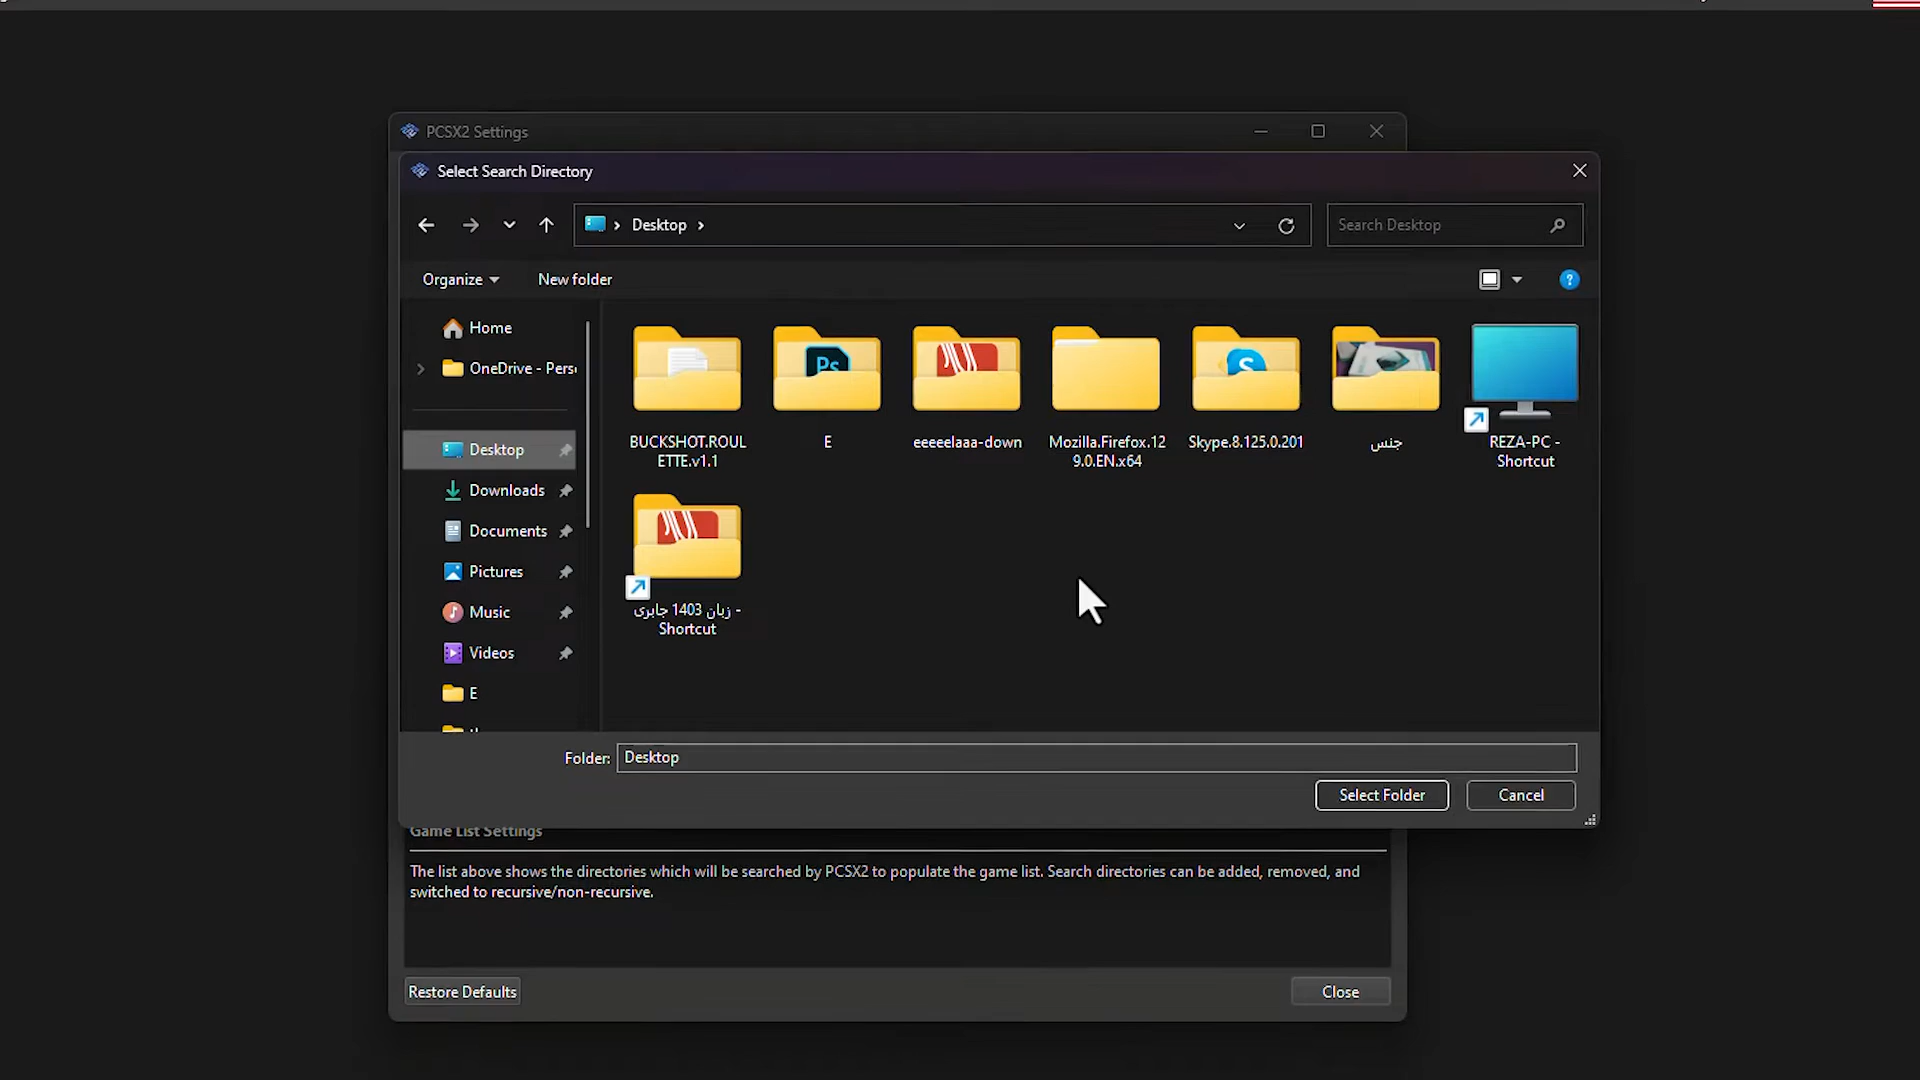 PCSX2 Settings
Select Search Directory
Desktop
Search Desktop
Organize
New folder
Home
OneDrive - Pers
Desktop
Downloads
Documents
Pictures
Music
Videos
E
BUCKSHOT.ROUL
ETTE.v1.1
E
Ps
eeeeelaaa-down
Mozilla.Firefox.12
9.0.EN.x64
Skype.8.125.0.201
S
جنس
REZA-PC -
Shortcut
زبان 1403 جابری -
Shortcut
Folder:
Desktop
Select Folder
Cancel
Game List Settings
The list above shows the directories which will be searched by PCSX2 to populate the game list. Search directories can be added, removed, and
switched to recursive/non-recursive.
Restore Defaults
Close